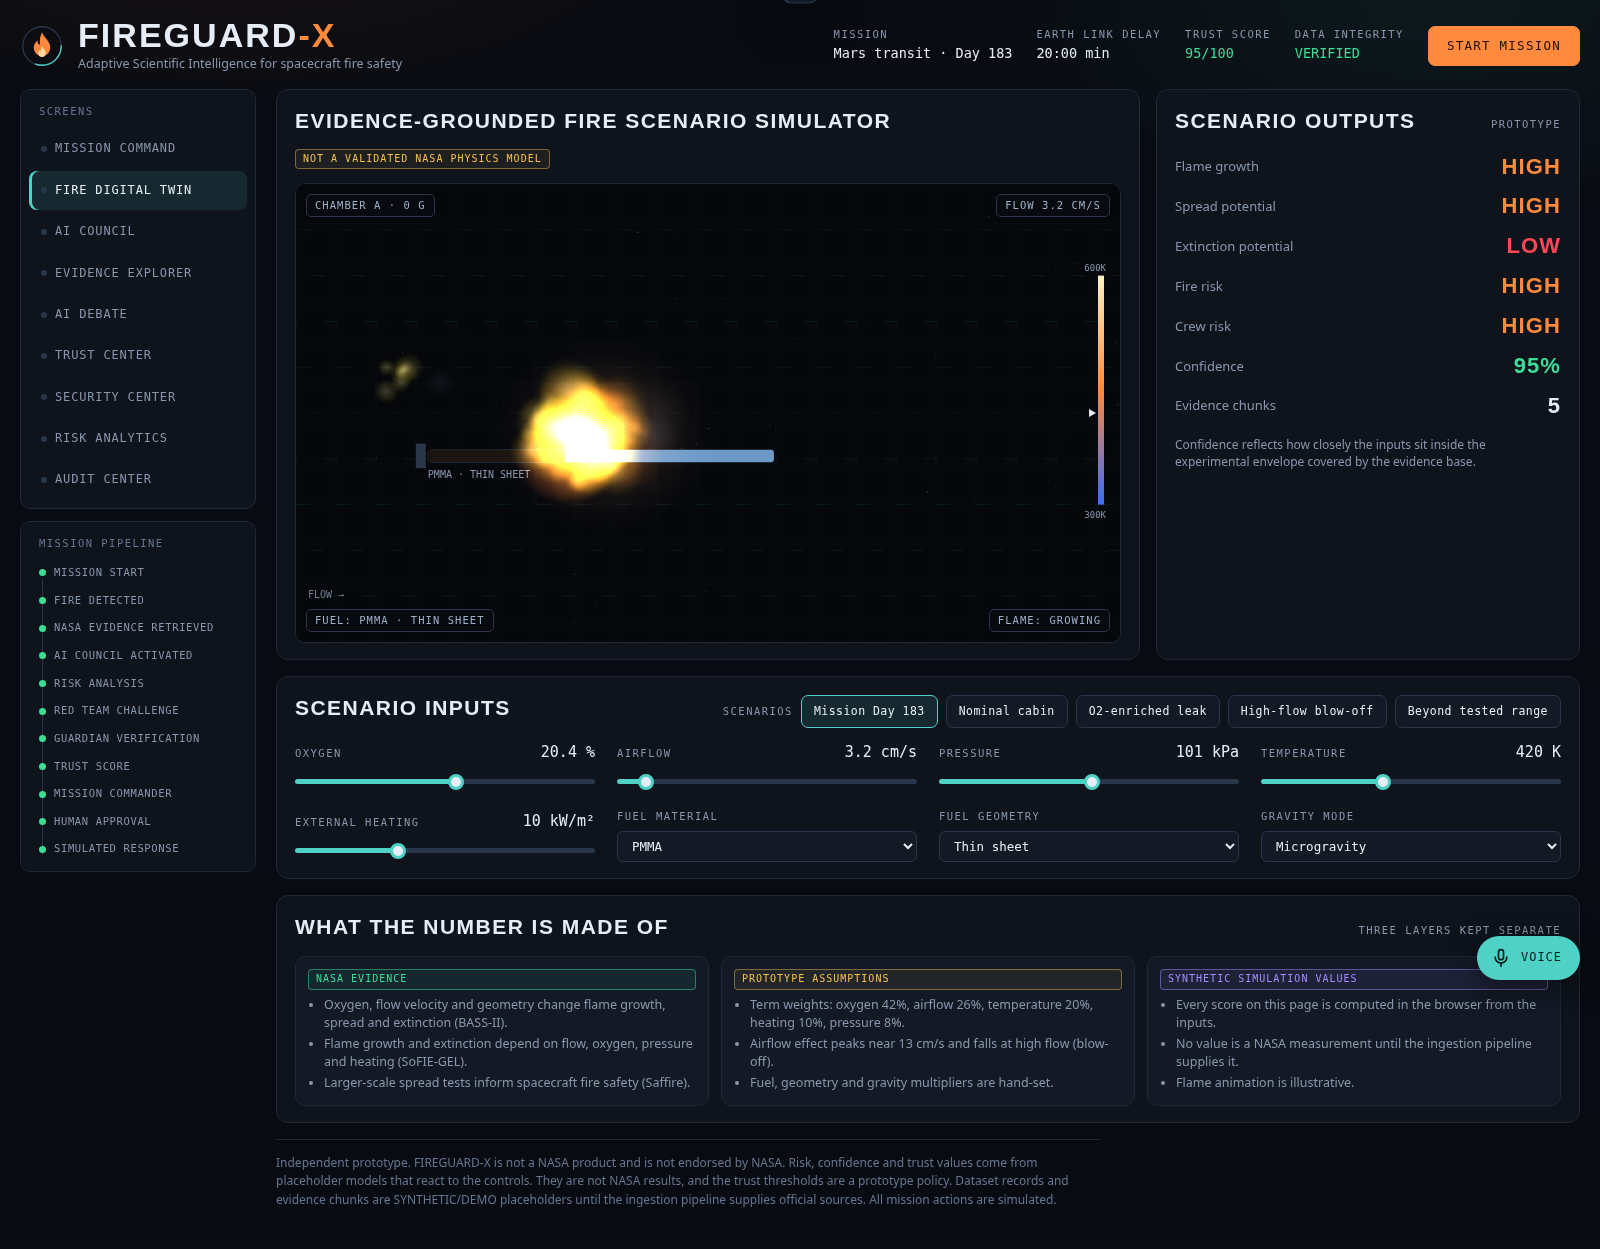 FIREGUARD-X
Adaptive Scientific Intelligence for spacecraft fire safety
MISSION
Mars transit · Day 183
EARTH LINK DELAY
20:00 min
TRUST SCORE
95/100
DATA INTEGRITY
VERIFIED
START MISSION
SCREENS
MISSION COMMAND
FIRE DIGITAL TWIN
AI COUNCIL
EVIDENCE EXPLORER
AI DEBATE
TRUST CENTER
SECURITY CENTER
RISK ANALYTICS
AUDIT CENTER
MISSION PIPELINE
MISSION START
FIRE DETECTED
NASA EVIDENCE RETRIEVED
AI COUNCIL ACTIVATED
RISK ANALYSIS
RED TEAM CHALLENGE
GUARDIAN VERIFICATION
TRUST SCORE
MISSION COMMANDER
HUMAN APPROVAL
SIMULATED RESPONSE
EVIDENCE-GROUNDED FIRE SCENARIO SIMULATOR
NOT A VALIDATED NASA PHYSICS MODEL
CHAMBER A · 0 G
FLOW 3.2 CM/S
600K
300K
PMMA · THIN SHEET
FLOW →
FUEL: PMMA · THIN SHEET
FLAME: GROWING
SCENARIO OUTPUTS
PROTOTYPE
Flame growth HIGH
Spread potential HIGH
Extinction potential LOW
Fire risk HIGH
Crew risk HIGH
Confidence 95%
Evidence chunks 5
Confidence reflects how closely the inputs sit inside the
experimental envelope covered by the evidence base.
SCENARIO INPUTS
SCENARIOS
Mission Day 183
Nominal cabin
O2-enriched leak
High-flow blow-off
Beyond tested range
OXYGEN 20.4 %
AIRFLOW 3.2 cm/s
PRESSURE 101 kPa
TEMPERATURE 420 K
EXTERNAL HEATING 10 kW/m²
FUEL MATERIAL
PMMA
FUEL GEOMETRY
Thin sheet
GRAVITY MODE
Microgravity
WHAT THE NUMBER IS MADE OF
THREE LAYERS KEPT SEPARATE
VOICE
NASA EVIDENCE
• Oxygen, flow velocity and geometry change flame growth,
spread and extinction (BASS-II).
• Flame growth and extinction depend on flow, oxygen, pressure
and heating (SoFIE-GEL).
• Larger-scale spread tests inform spacecraft fire safety (Saffire).
PROTOTYPE ASSUMPTIONS
• Term weights: oxygen 42%, airflow 26%, temperature 20%,
heating 10%, pressure 8%.
• Airflow effect peaks near 13 cm/s and falls at high flow (blow-
off).
• Fuel, geometry and gravity multipliers are hand-set.
SYNTHETIC SIMULATION VALUES
• Every score on this page is computed in the browser from the
inputs.
• No value is a NASA measurement until the ingestion pipeline
supplies it.
• Flame animation is illustrative.
Independent prototype. FIREGUARD-X is not a NASA product and is not endorsed by NASA. Risk, confidence and trust values come from
placeholder models that react to the controls. They are not NASA results, and the trust thresholds are a prototype policy. Dataset records and
evidence chunks are SYNTHETIC/DEMO placeholders until the ingestion pipeline supplies official sources. All mission actions are simulated.